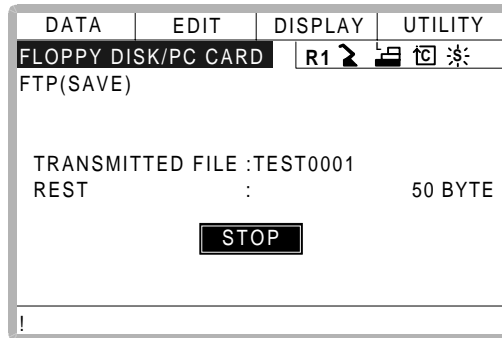 DATA EDIT DISPLAY UTILITY
FLOPPY DISK/PC CARD R1 L C S
FTP(SAVE)
TRANSMITTED FILE :TEST0001
REST : 50 BYTE
STOP
!